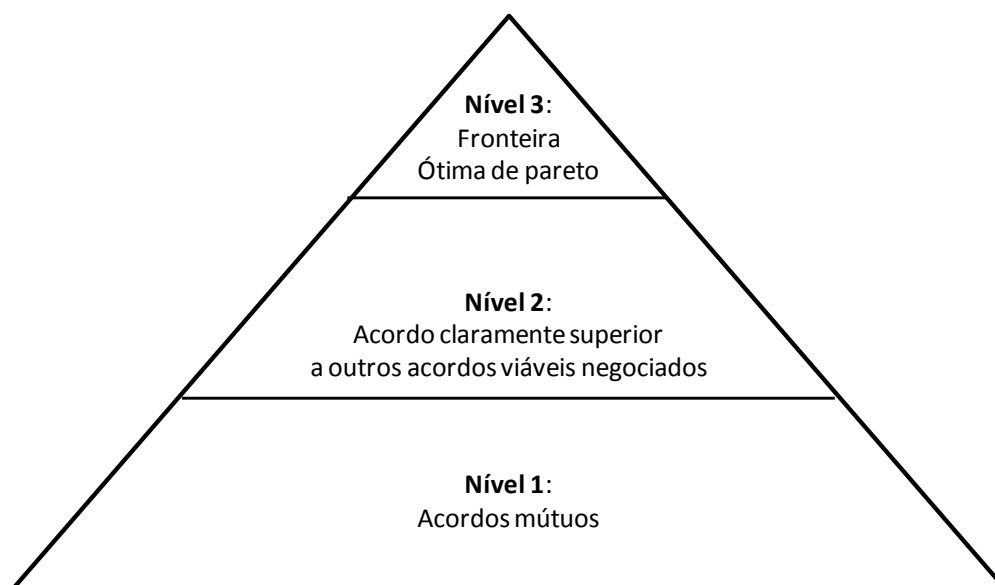 Nível 3:
Fronteira
Ótima de pareto
Nível 2:
Acordo claramente superior
a outros acordos viáveis negociados
Nível 1:
Acordos mútuos